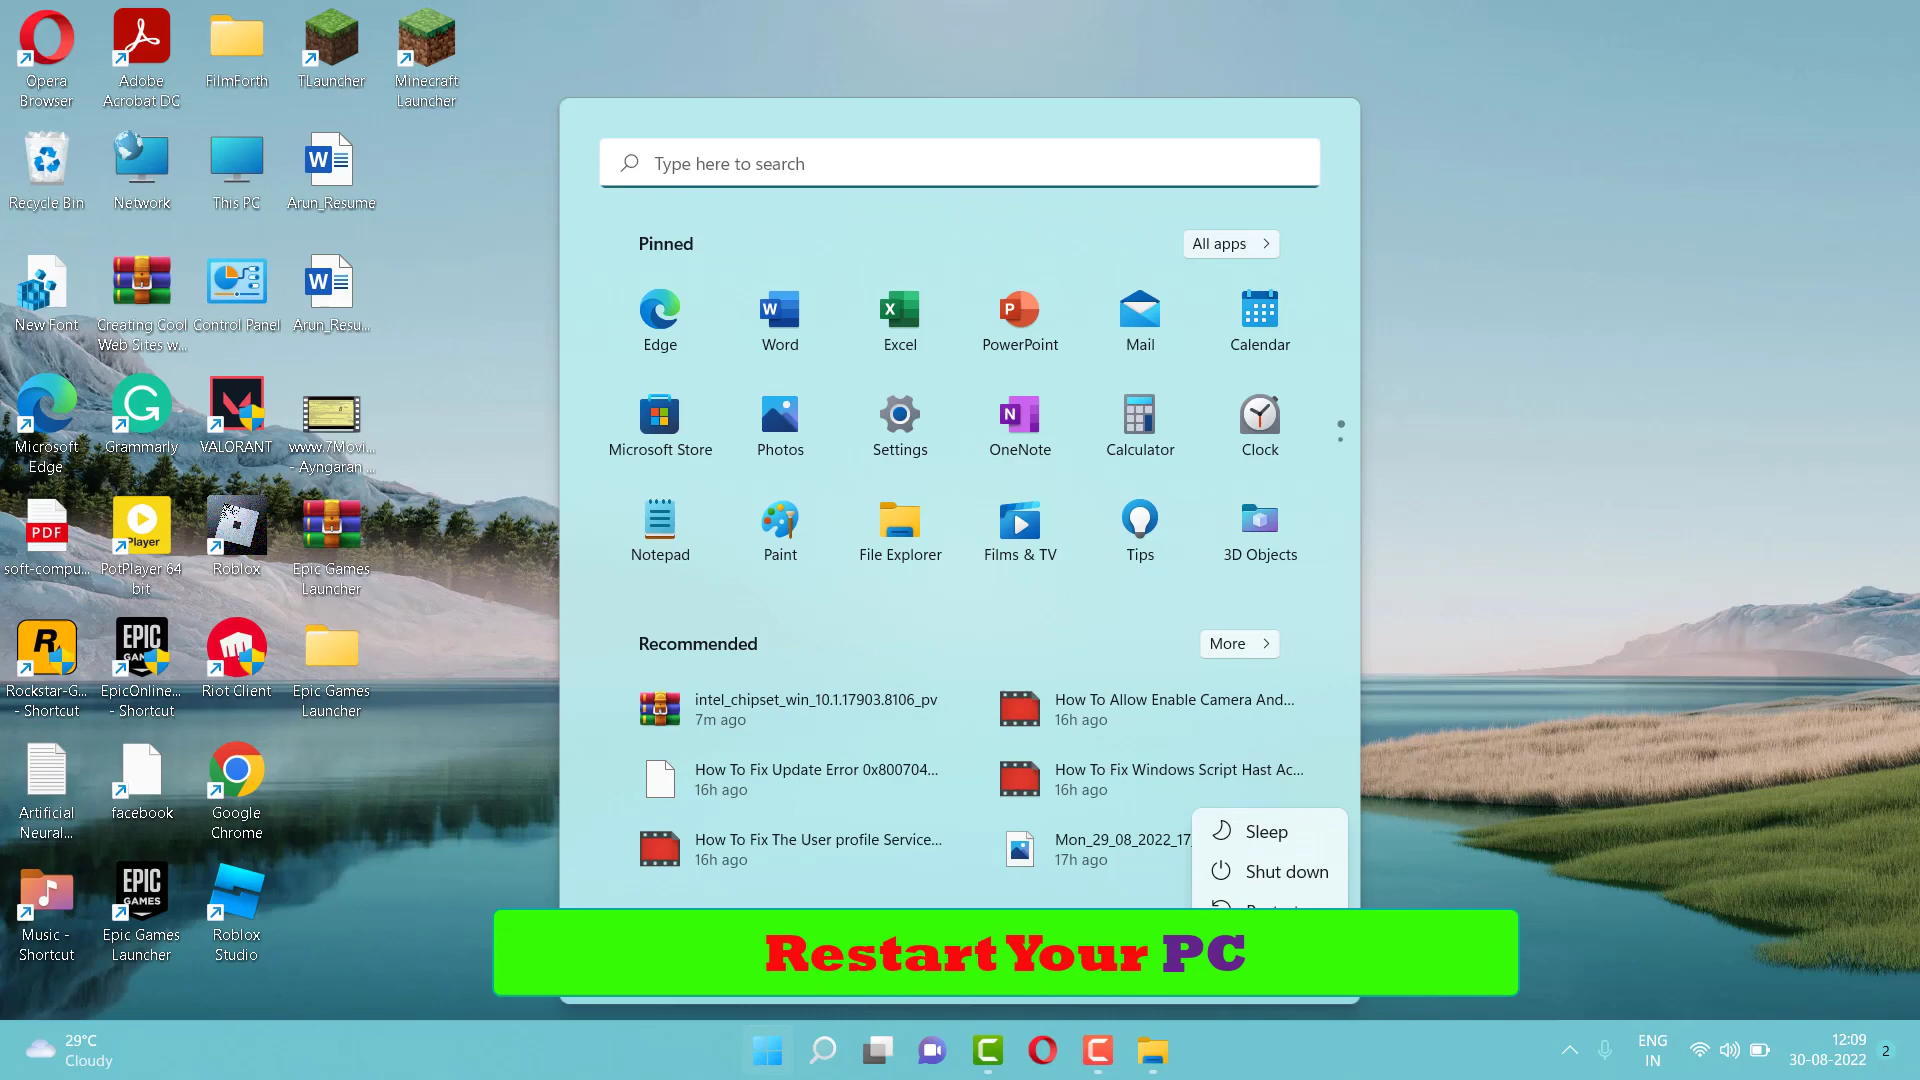 Opera
Browser
Adobe
Acrobat DC
FilmForth
TLauncher
Minecraft
Launcher
Recycle Bin
Network
This PC
Arun_Resume
New Font
Creating Cool
Web Sites w...
Control Panel
Arun_Resu...
Microsoft
Edge
Grammarly
VALORANT
www.7Movi...
- Ayngaran ...
PDF
soft-compu...
Player
PotPlayer 64
bit
Roblox
Epic Games
Launcher
Rockstar-G...
- Shortcut
EPIC
EpicOnline...
- Shortcut
Riot Client
Epic Games
Launcher
Artificial
Neural...
facebook
Google
Chrome
Music -
Shortcut
EPIC
GAMES
Epic Games
Launcher
Roblox
Studio
Type here to search
Pinned
All apps
Edge
Word
Excel
PowerPoint
Mail
Calendar
Microsoft Store
Photos
Settings
OneNote
Calculator
Clock
Notepad
Paint
File Explorer
Films & TV
Tips
3D Objects
Recommended
More
intel_chipset_win_10.1.17903.8106_pv
7m ago
How To Allow Enable Camera And...
16h ago
How To Fix Update Error 0x800704...
16h ago
How To Fix Windows Script Hast Ac...
16h ago
How To Fix The User profile Service...
16h ago
Mon_29_08_2022_17
17h ago
Sleep
Shut down
Restart Your PC
29°C
Cloudy
ENG
IN
12:09
30-08-2022
2